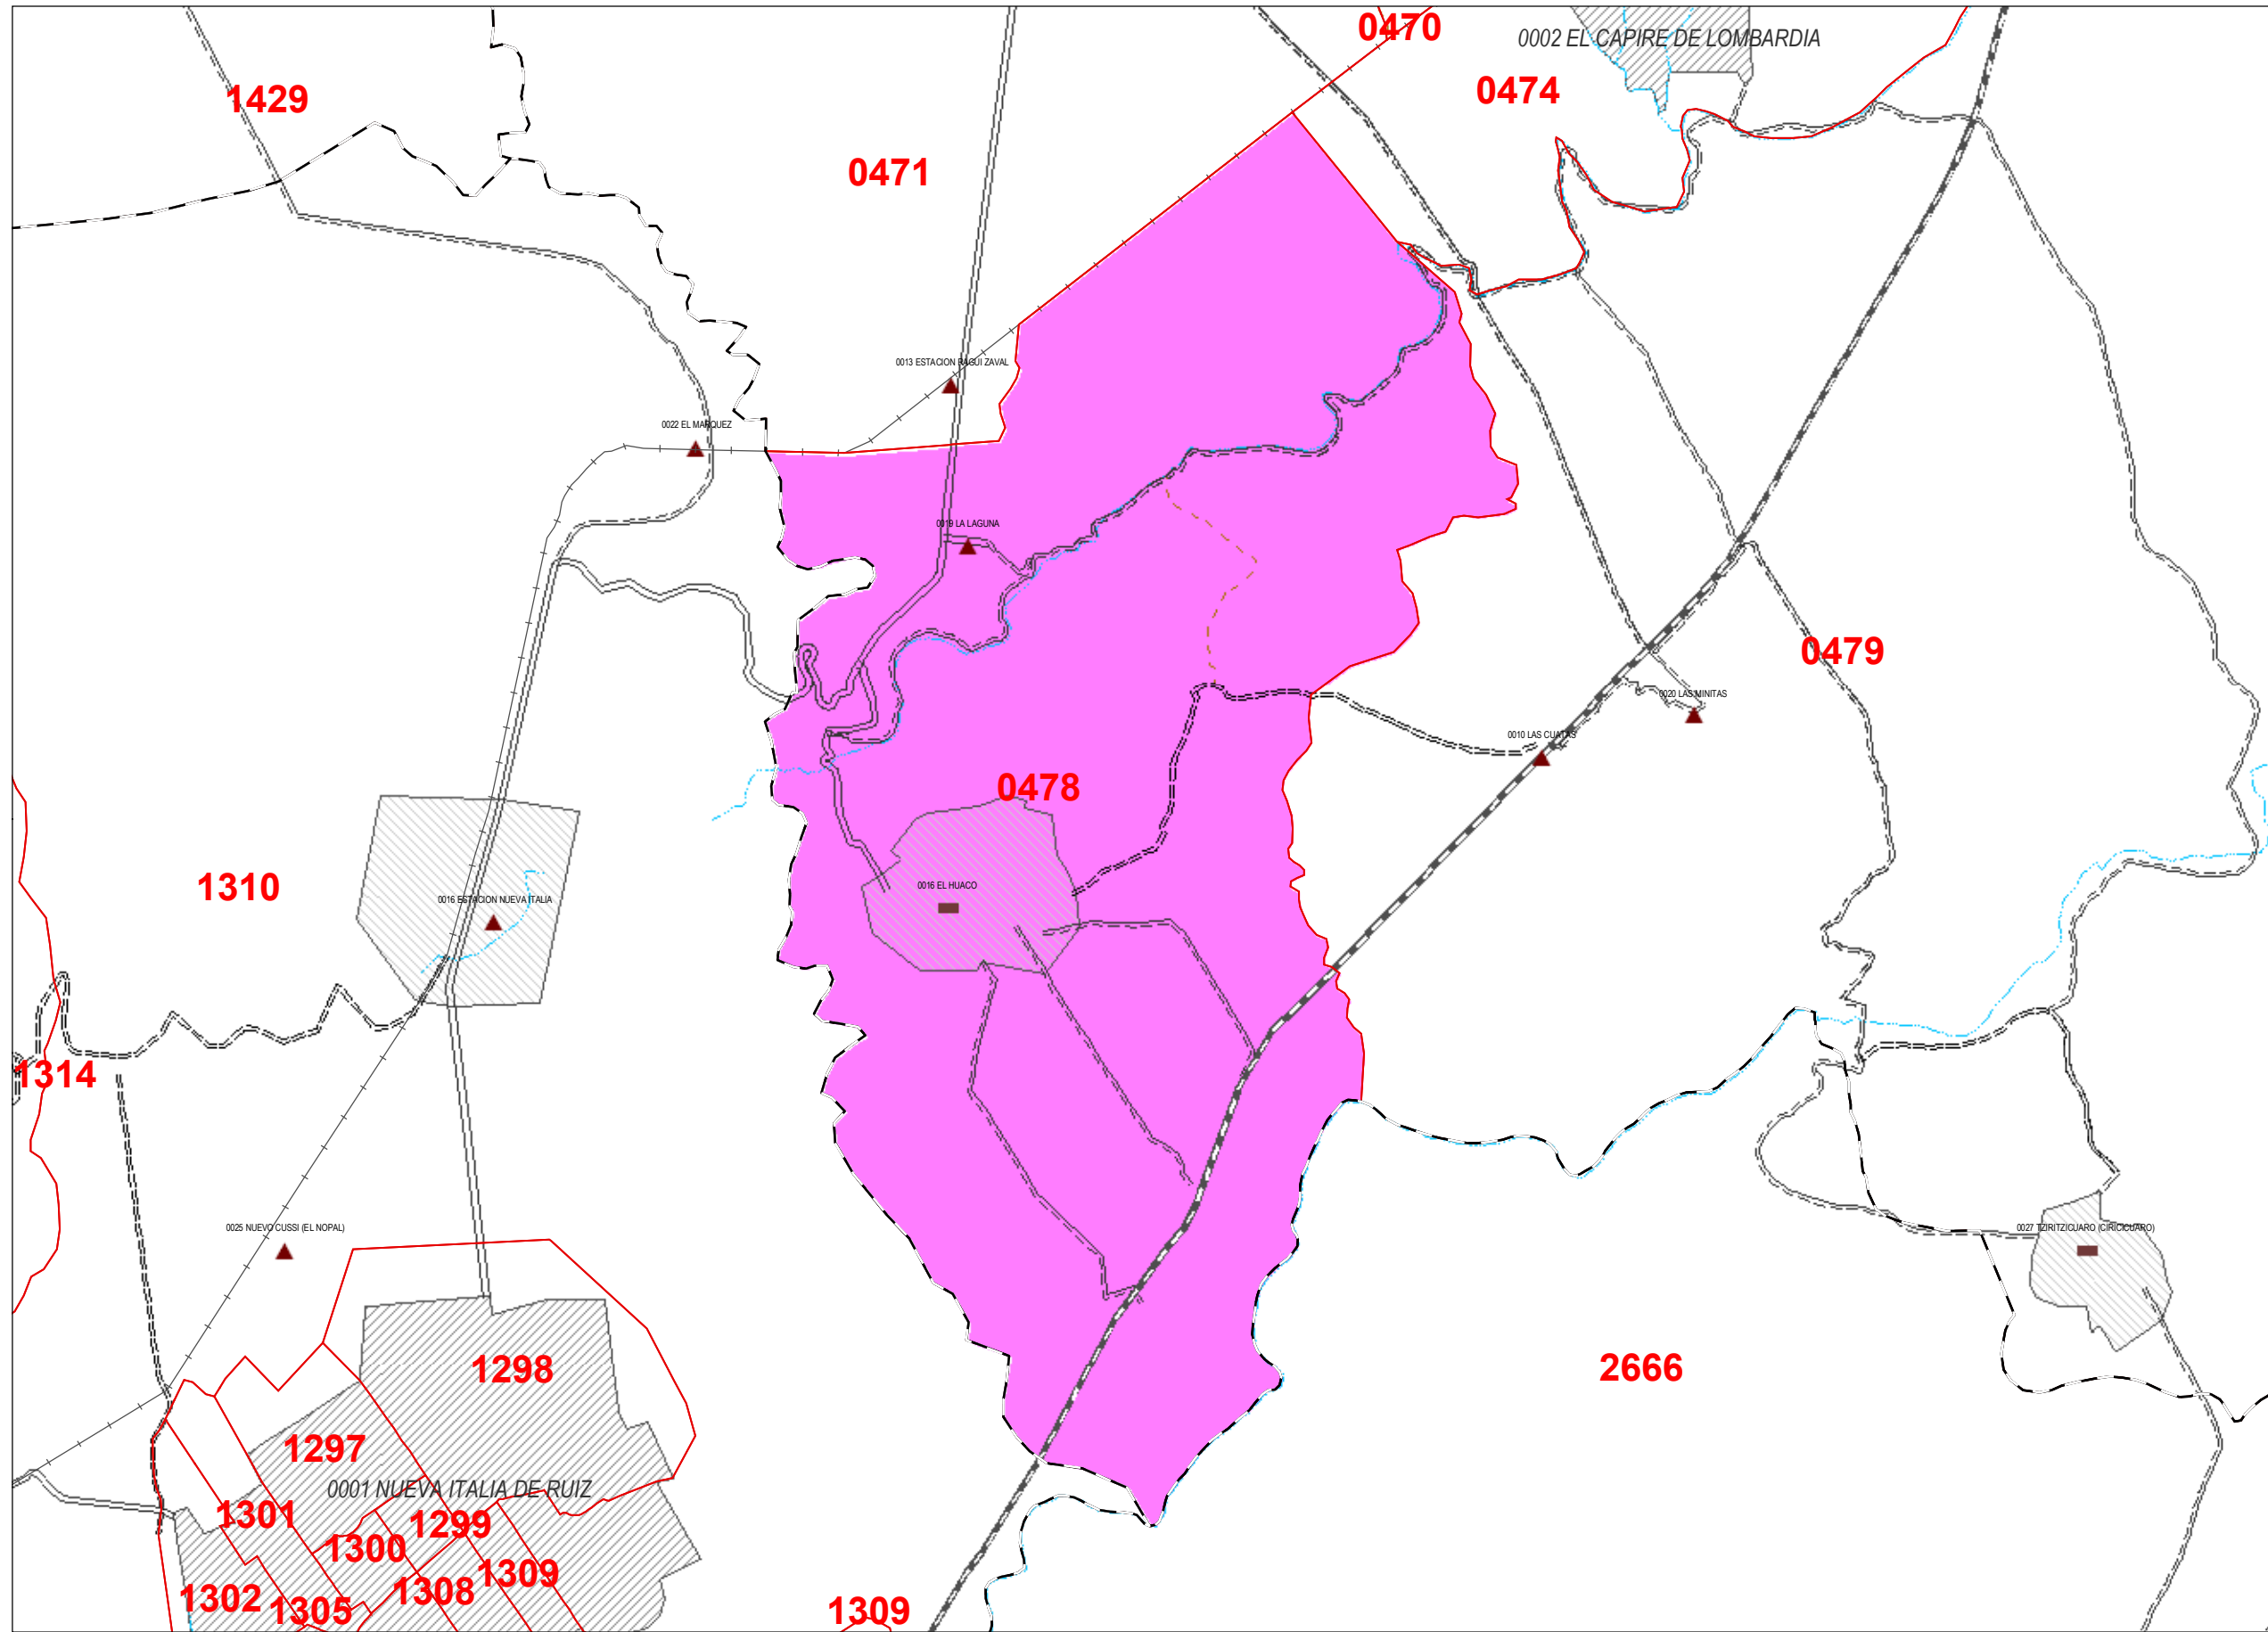 0470
0002 EL CAPIRE DE LOMBARDIA
1429
0474
0471
0013 ESTACION RAGUI ZAVAL
0022 EL MARQUEZ
0019 LA LAGUNA
0479
0020 LAS MINITAS
0010 LAS CUATAS
0478
1310
0016 EL HUACO
0016 ESTACION NUEVA ITALIA
1314
0025 NUEVO CUSSI (EL NOPAL)
0027 TZIRITZICUARO (CIRICICUARO)
1298
2666
1297
0001 NUEVA ITALIA DE RUIZ
1301
1299
1300
1309
1308
1302
1305
1309